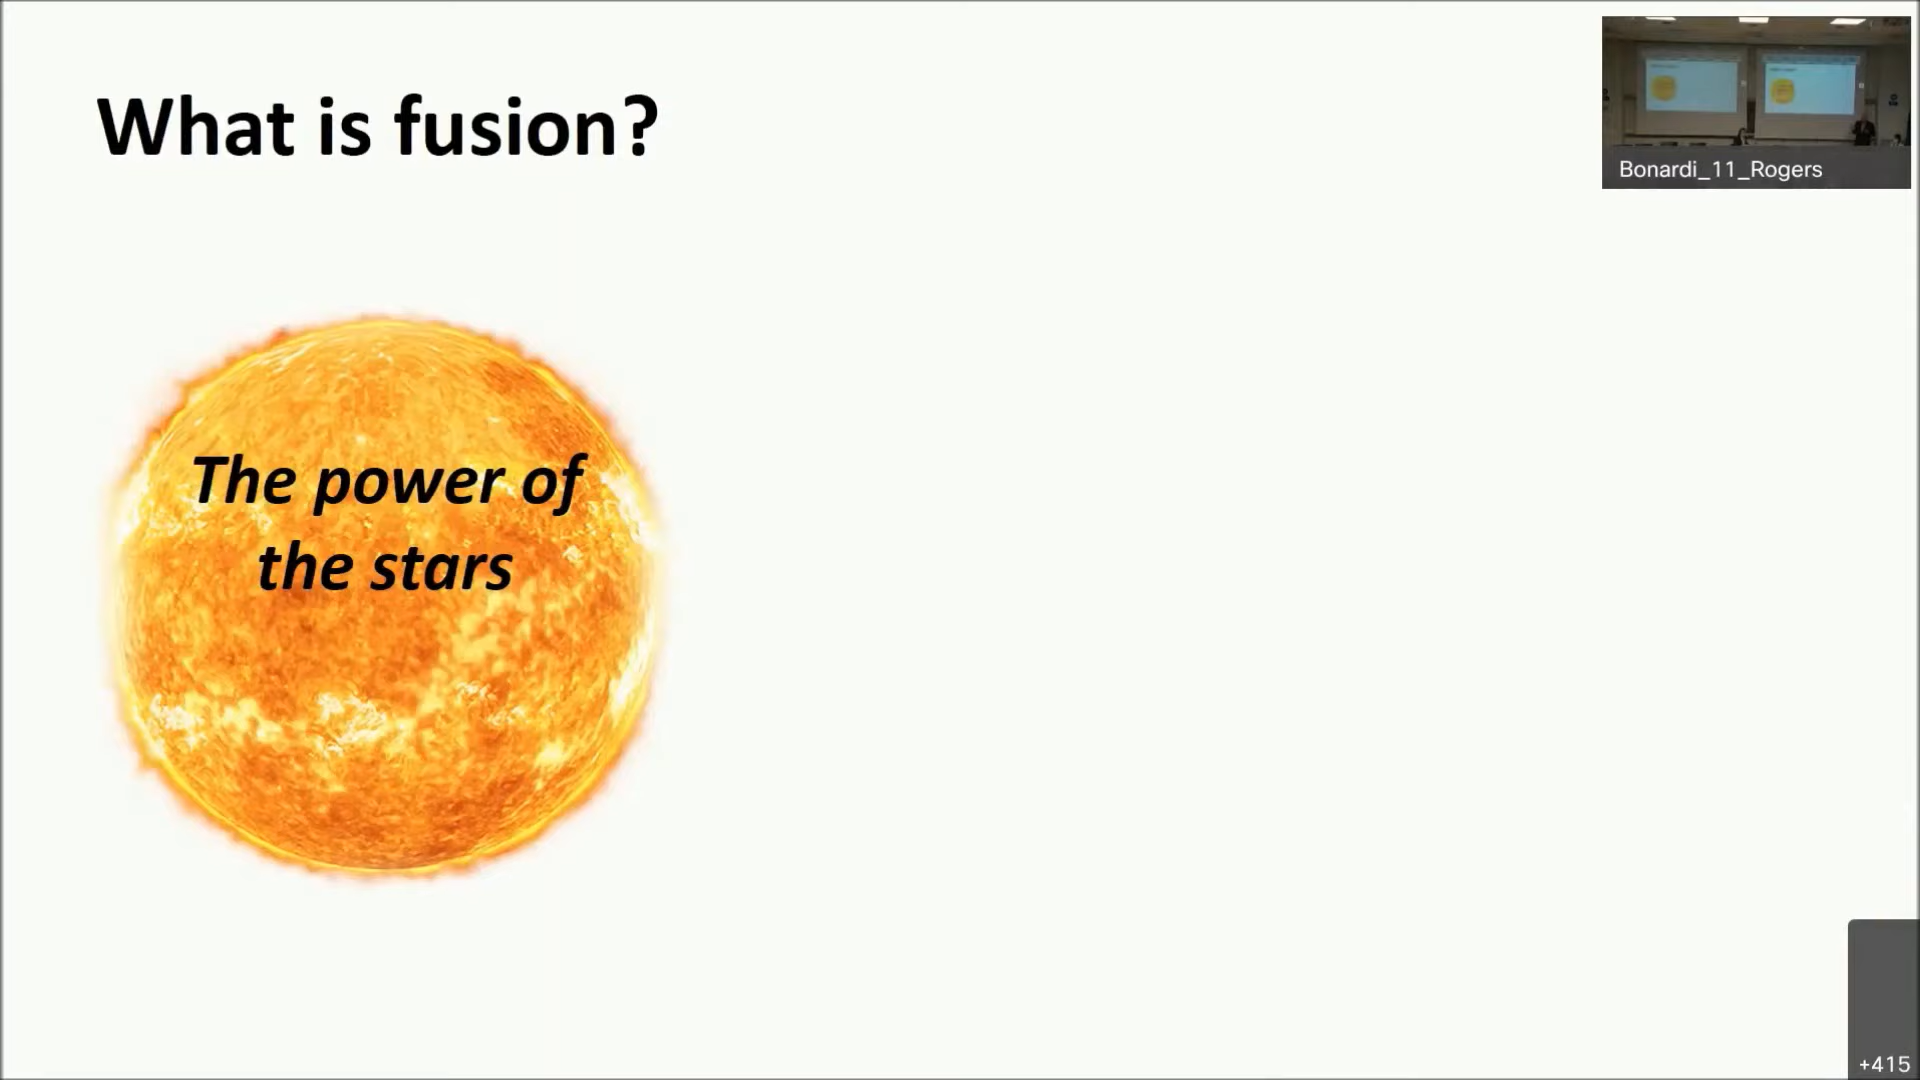 What is fusion?
Bonardi_11_Rogers
The power of
the stars
+415